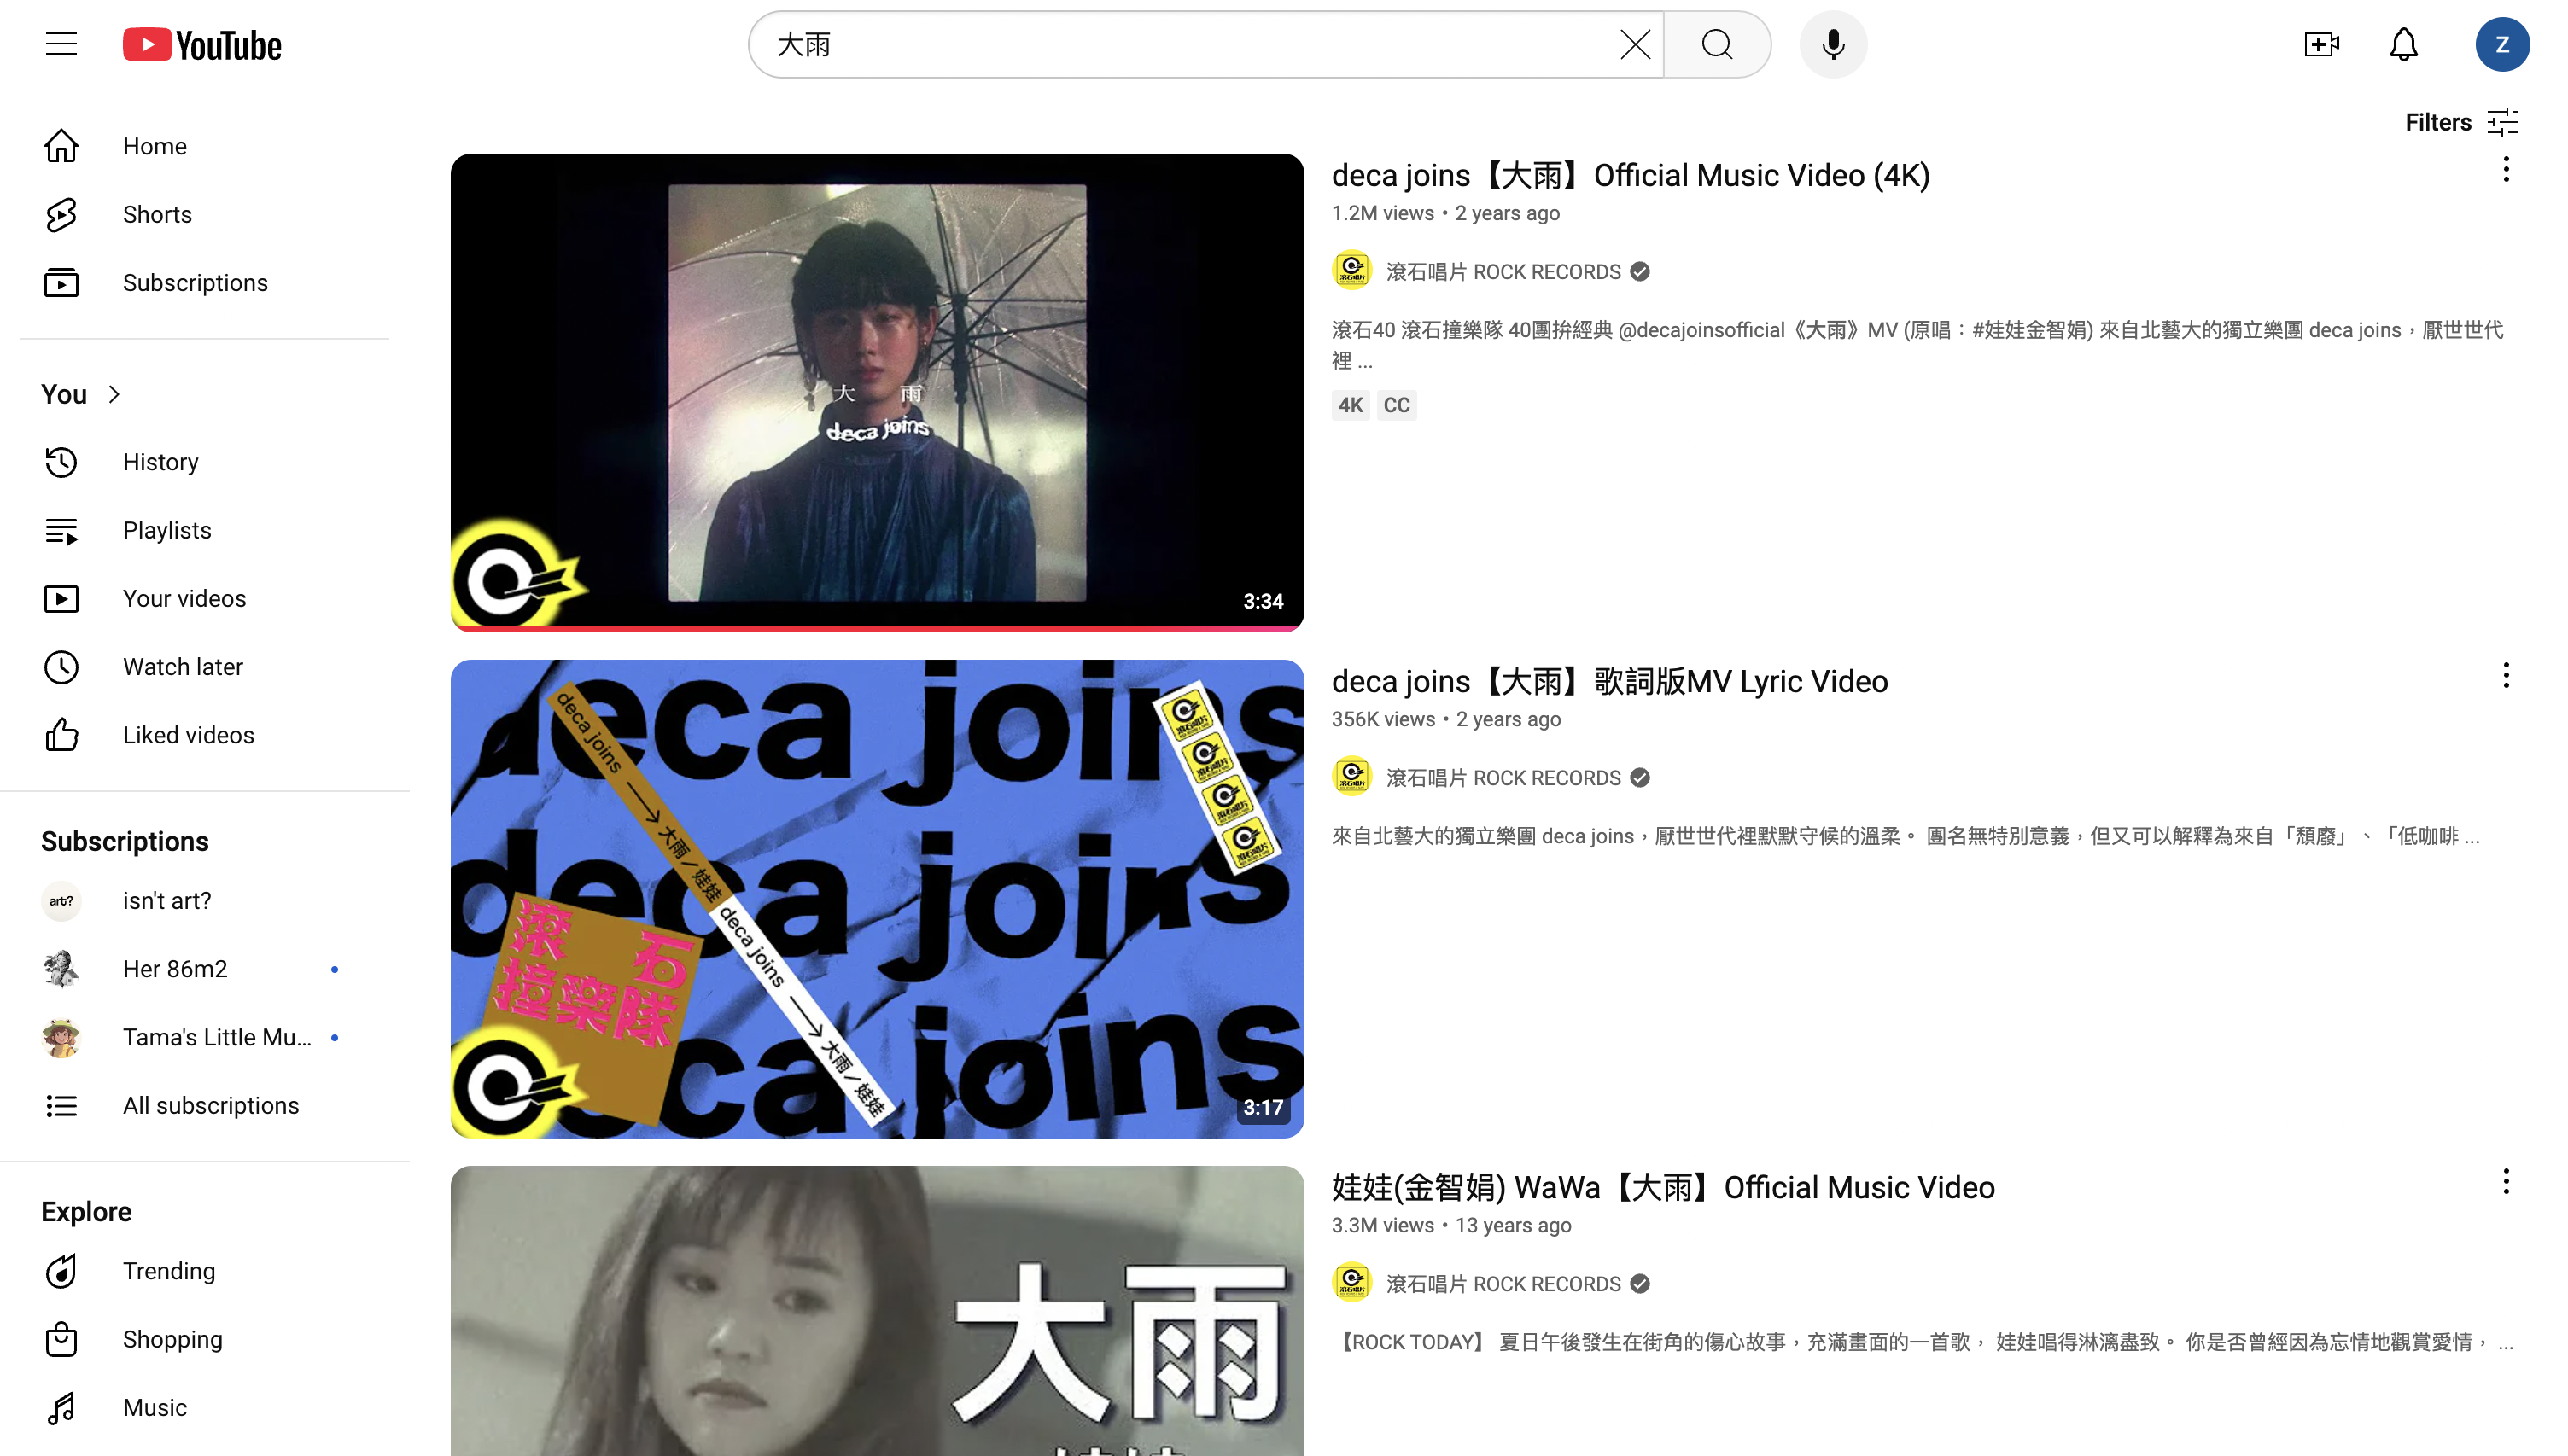 YouTube
大雨
Z
Filters
Home
Shorts
Subscriptions
You
History
Playlists
Your videos
Watch later
Liked videos
Subscriptions
art?
isn't art?
Her 86m2
Tama's Little Mu...
All subscriptions
Explore
Trending
Shopping
Music
大 雨
deca joins
3:34
deca joins【大雨】Official Music Video (4K)
1.2M views • 2 years ago
滾石唱片 ROCK RECORDS
滾石40 滾石撞樂隊 40團拚經典 @decajoinsofficial《大雨》MV (原唱：#娃娃金智娟) 來自北藝大的獨立樂團 deca joins，厭世世代
裡 ...
4K CC
deca joins
deca joins
deca joins
deca joins → 大雨／娃娃
deca joins → 大雨／娃娃
滾石
撞樂隊
3:17
deca joins【大雨】歌詞版MV Lyric Video
356K views • 2 years ago
滾石唱片 ROCK RECORDS
來自北藝大的獨立樂團 deca joins，厭世世代裡默默守候的溫柔。 團名無特別意義，但又可以解釋為來自「頹廢」、「低咖啡 ...
大雨
娃娃(金智娟) WaWa【大雨】Official Music Video
3.3M views • 13 years ago
滾石唱片 ROCK RECORDS
【ROCK TODAY】 夏日午後發生在街角的傷心故事，充滿畫面的一首歌， 娃娃唱得淋漓盡致。 你是否曾經因為忘情地觀賞愛情， ...